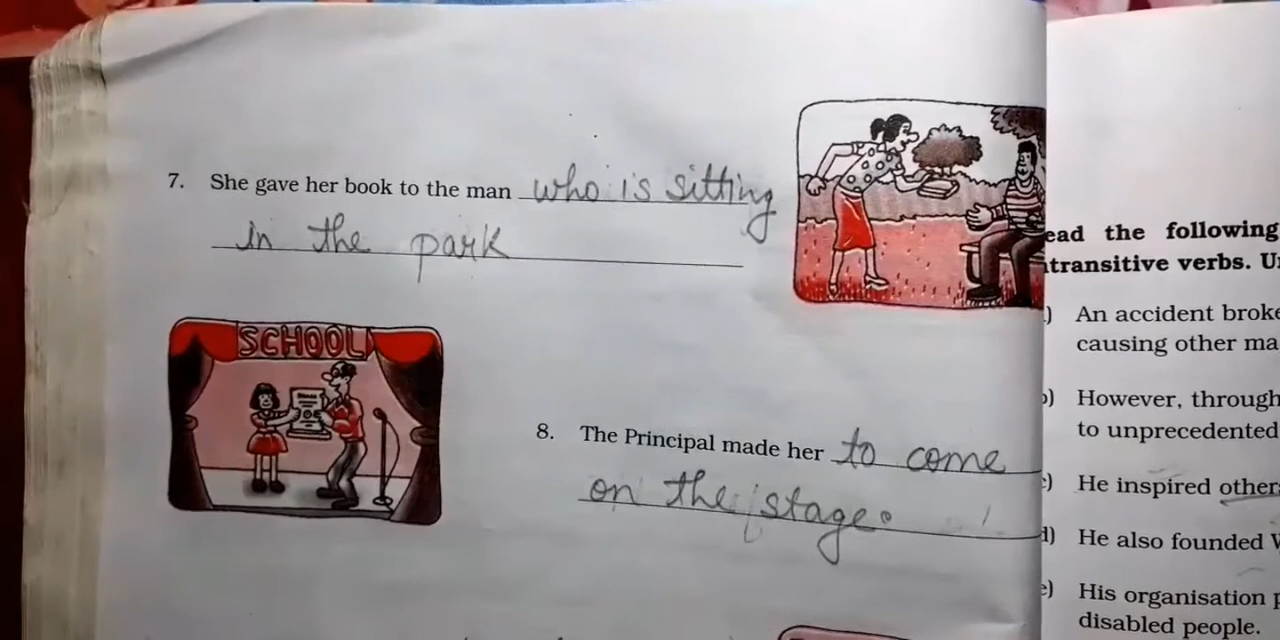 7. She gave her book to the man who is sitting
in the park
SCHOOL
8. The Principal made her to come
on the stage.
ead the following
transitive verbs.
) An accident broke
causing other ma
) However, through
to unprecedented
) He inspired other
d) He also founded
e) His organisation p
disabled people.